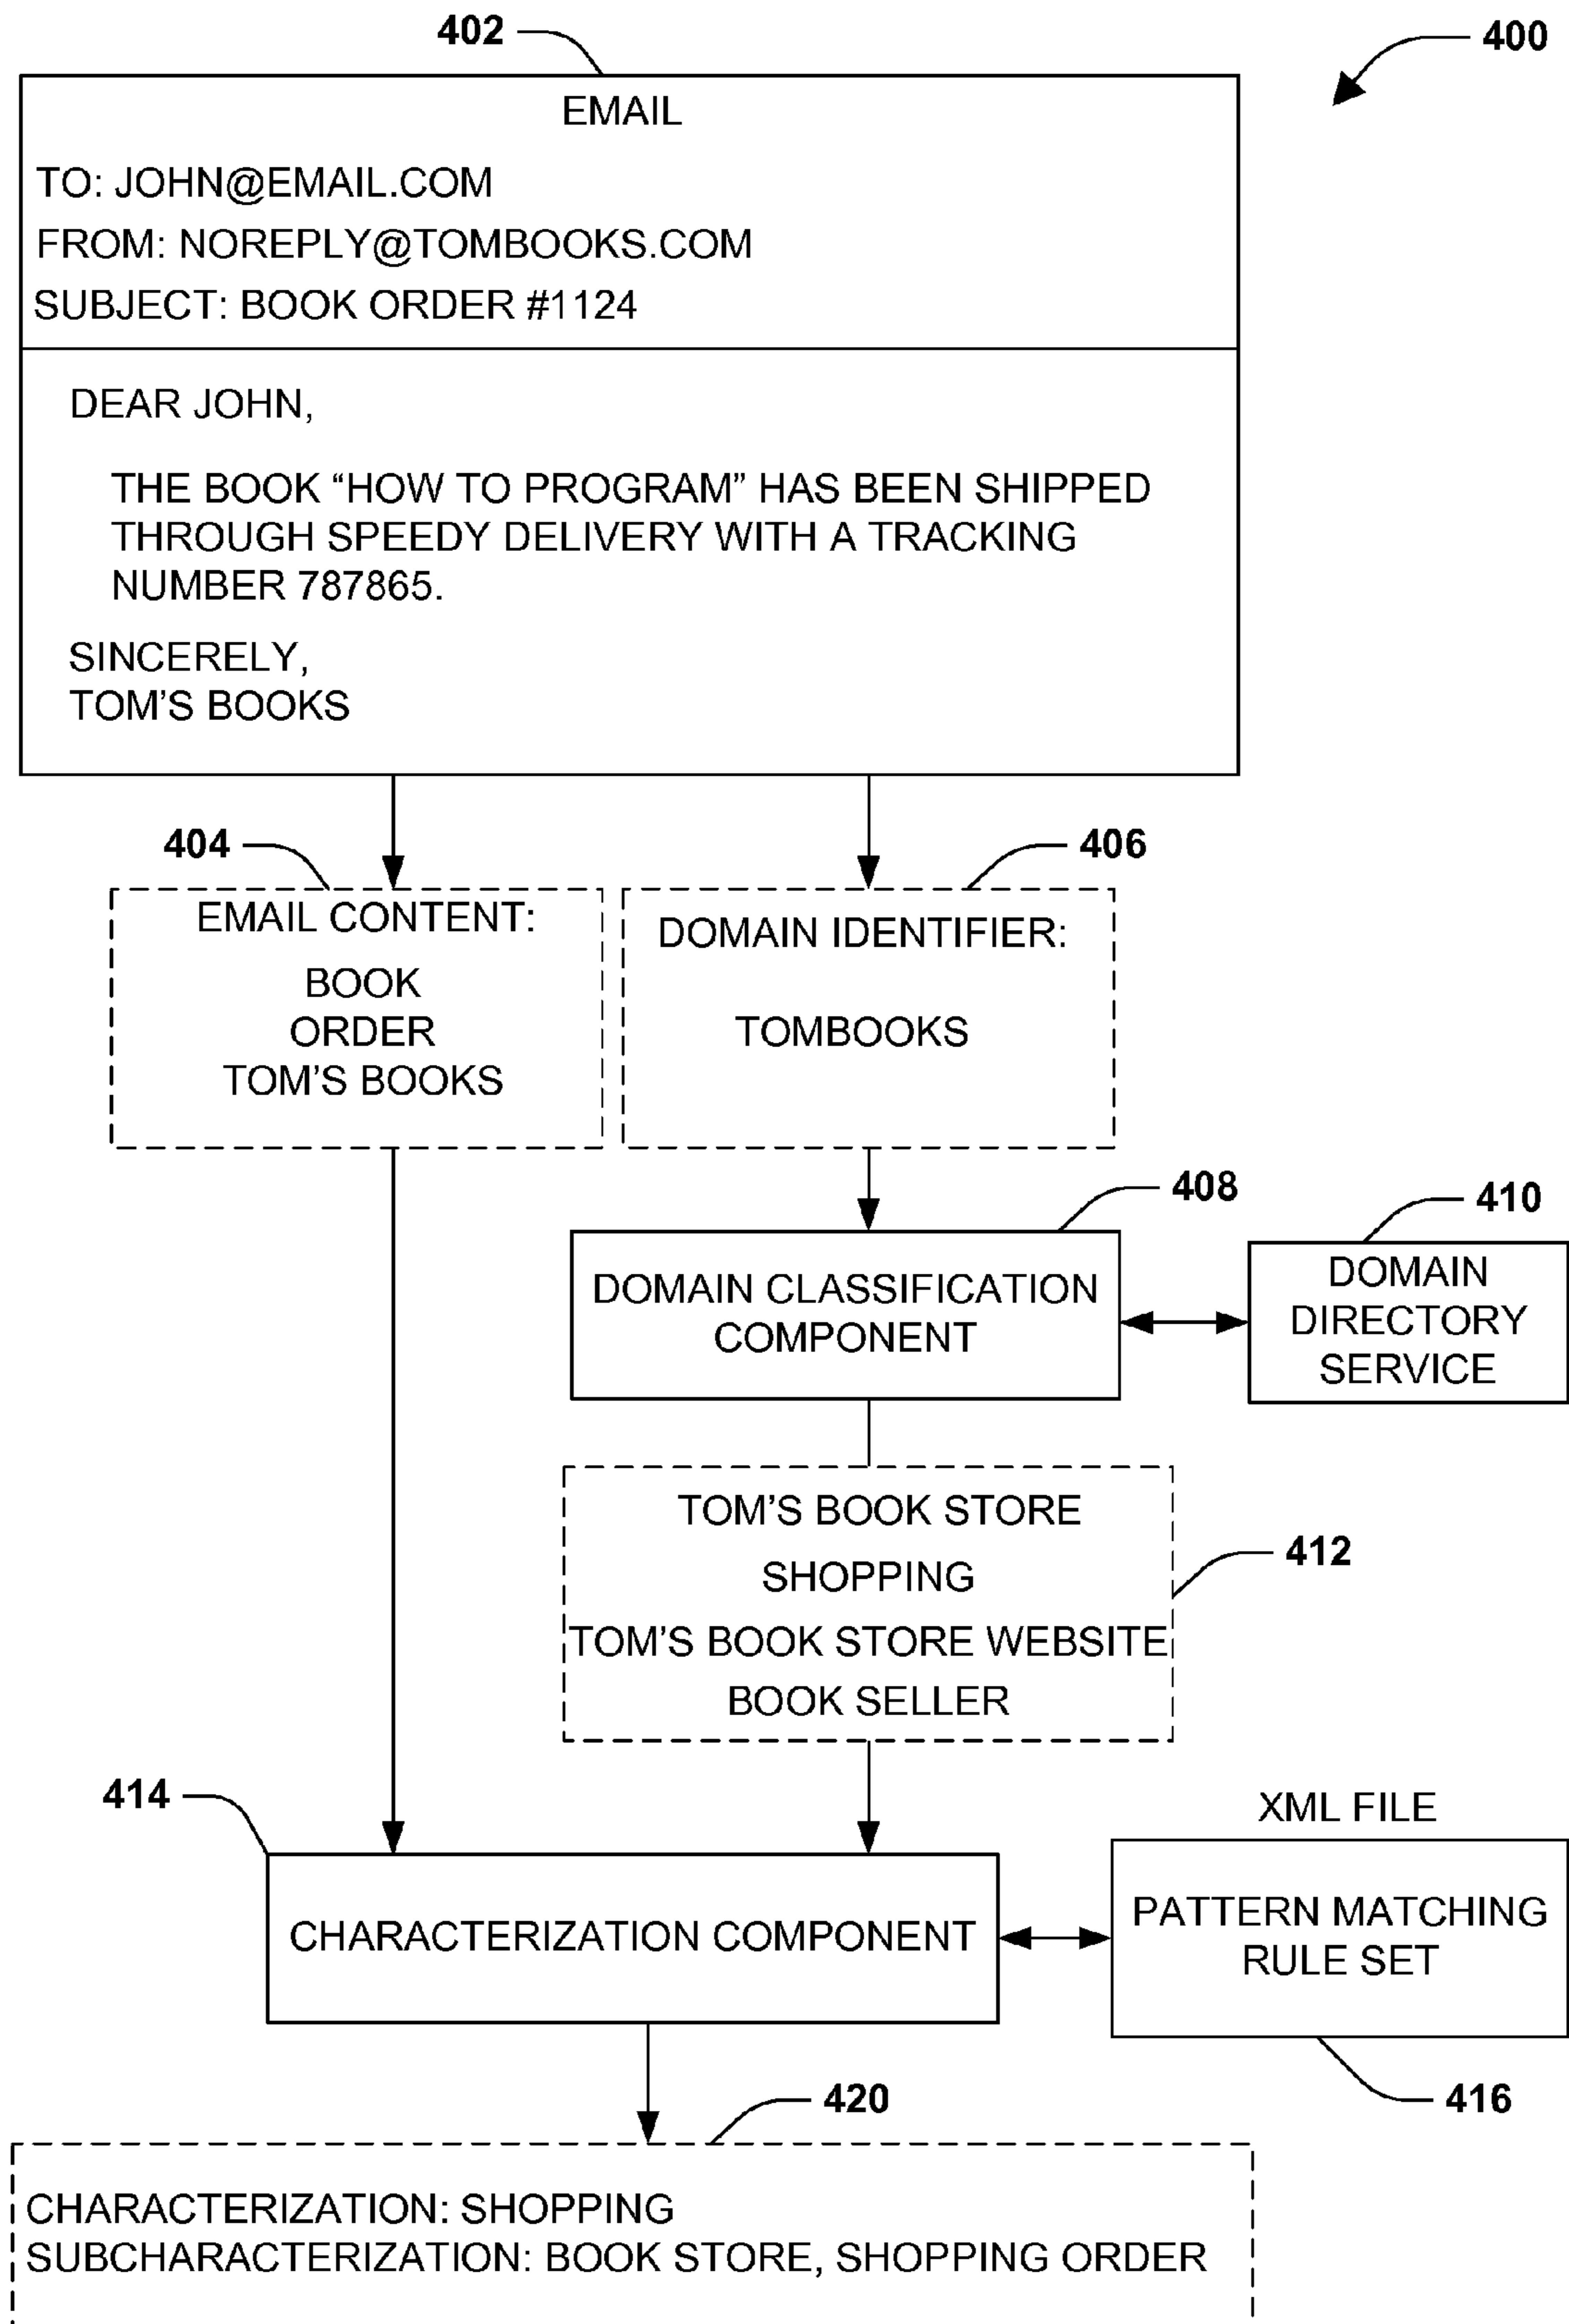 402
400
EMAIL
TO: JOHN@EMAIL.COM
FROM: NOREPLY@TOMBOOKS.COM
SUBJECT: BOOK ORDER #1124
DEAR JOHN,
THE BOOK “HOW TO PROGRAM” HAS BEEN SHIPPED
THROUGH SPEEDY DELIVERY WITH A TRACKING
NUMBER 787865.
SINCERELY,
TOM’S BOOKS
404
406
EMAIL CONTENT:
BOOK
ORDER
TOM’S BOOKS
DOMAIN IDENTIFIER:
TOMBOOKS
408
410
DOMAIN CLASSIFICATION
COMPONENT
DOMAIN
DIRECTORY
SERVICE
TOM’S BOOK STORE
SHOPPING
TOM’S BOOK STORE WEBSITE
BOOK SELLER
412
414
XML FILE
CHARACTERIZATION COMPONENT
PATTERN MATCHING
RULE SET
416
420
CHARACTERIZATION: SHOPPING
SUBCHARACTERIZATION: BOOK STORE, SHOPPING ORDER